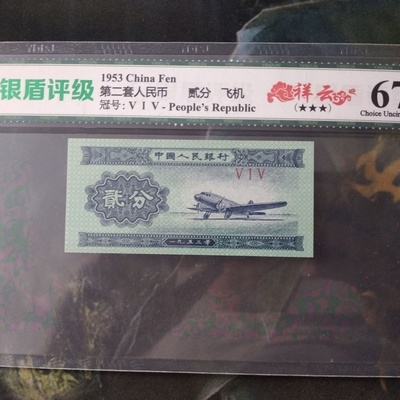 银盾评级
1953 China Fen
第二套人民币 贰分 飞机
冠号: V I V - People's Republic
祥云
(★★★)
67
Choice Uncir
中國人民銀行
V I V
貳分
一九五三年